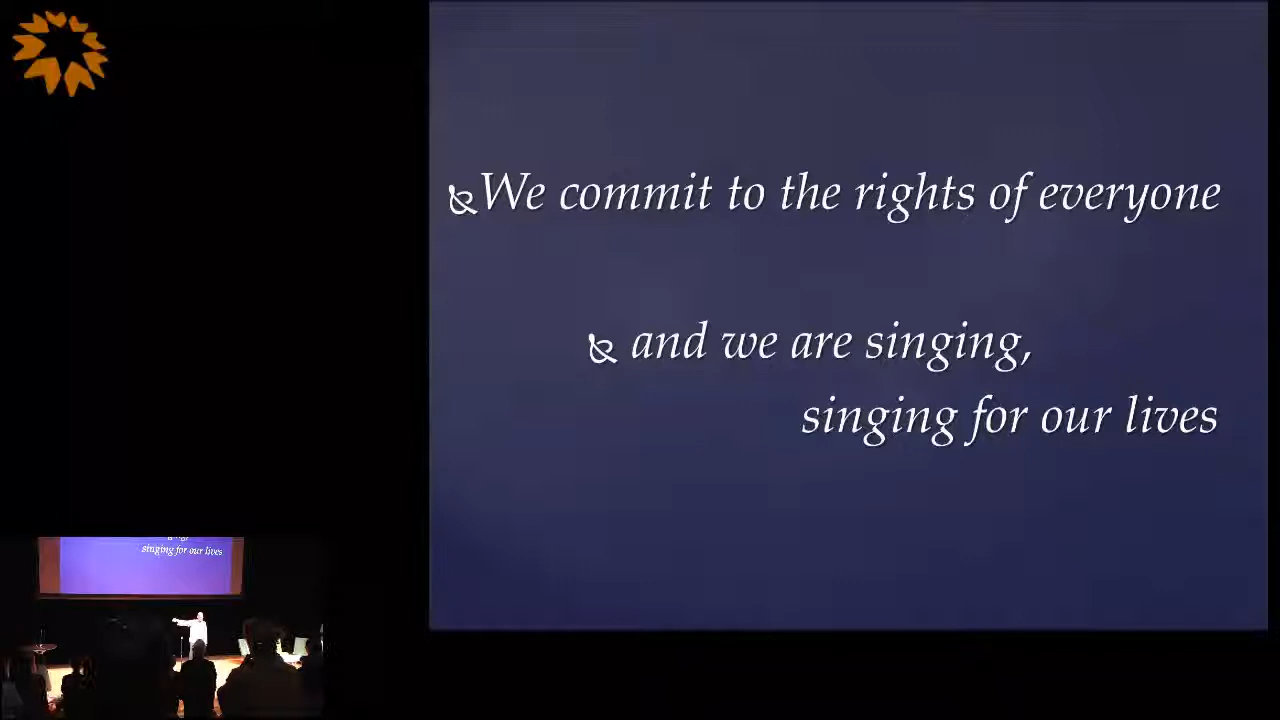 We commit to the rights of everyone
and we are singing,
singing for our lives
singing for our lives